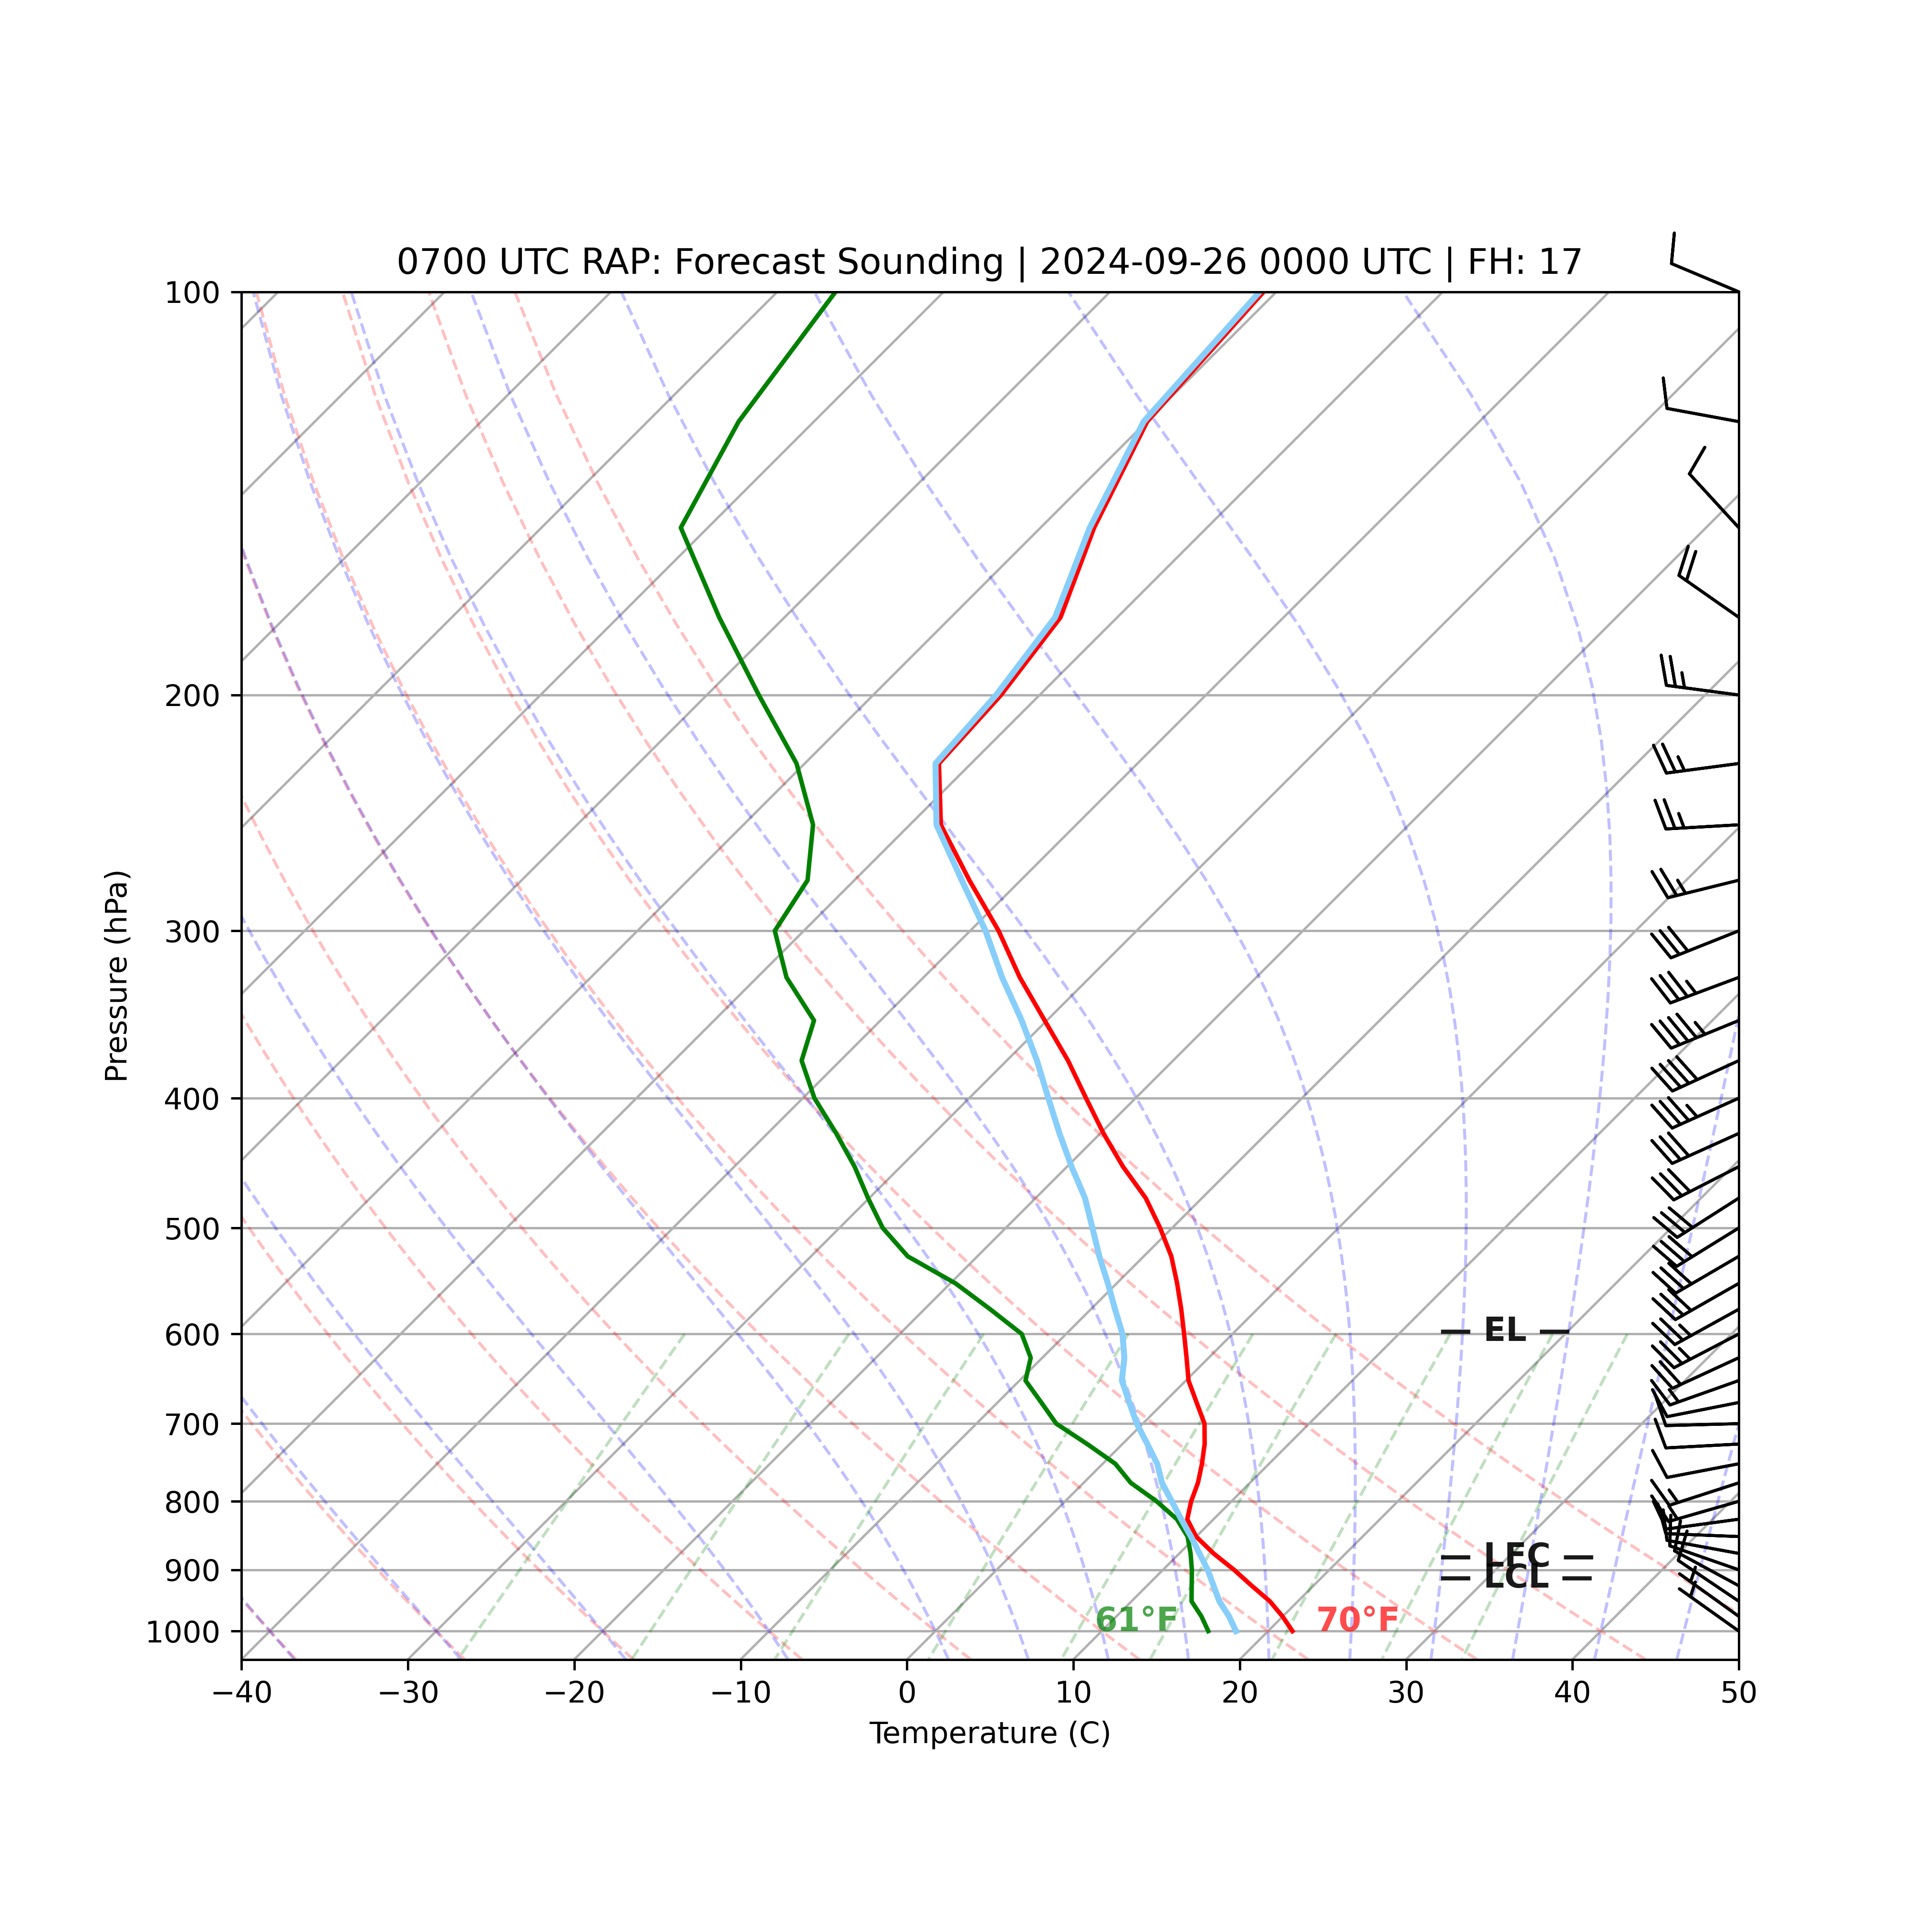 0700 UTC RAP: Forecast Sounding | 2024-09-26 0000 UTC | FH: 17
100
200
300
400
500
600
700
800
900
1000
Pressure (hPa)
EL
LFC
LCL
61°F
70°F
−40 −30 −20 −10 0 10 20 30 40 50
Temperature (C)